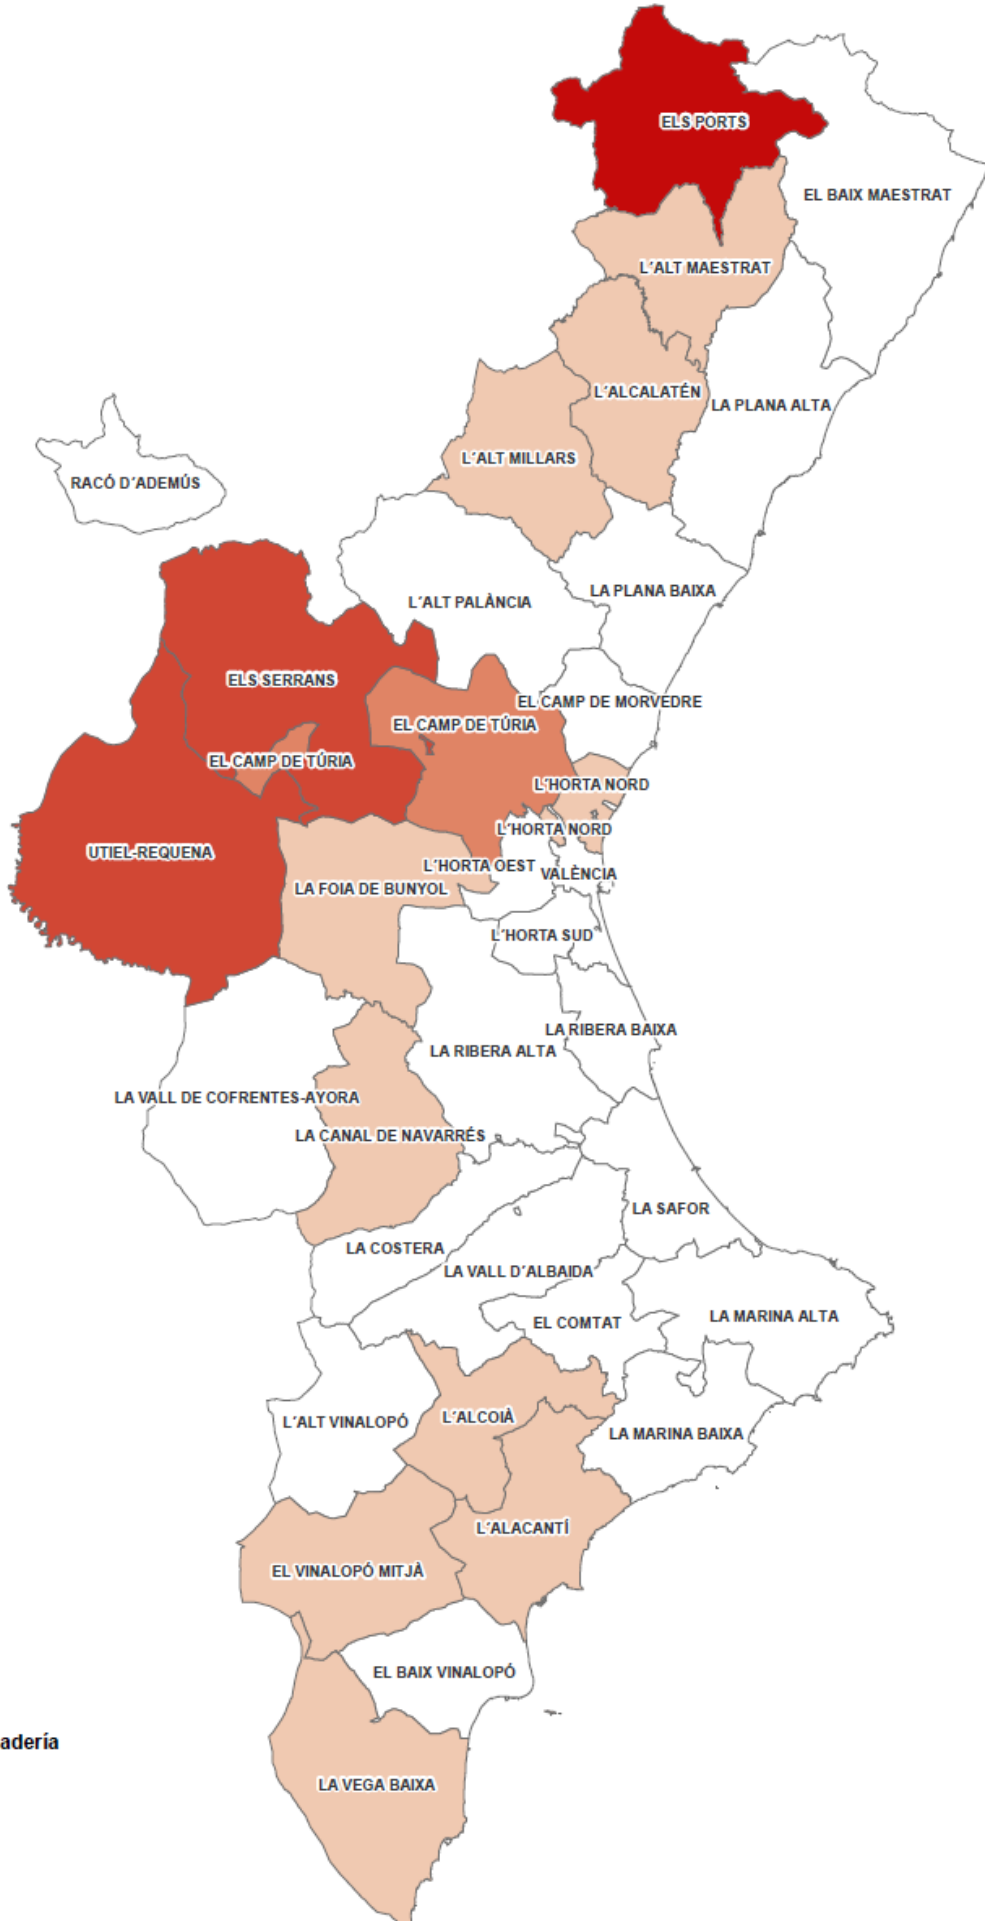 ELS PORTS
EL BAIX MAESTRAT
L'ALT MAESTRAT
L'ALCALATÉN
LA PLANA ALTA
L'ALT MILLARS
RACÓ D'ADEMÚS
LA PLANA BAIXA
L'ALT PALÀNCIA
ELS SERRANS
EL CAMP DE MORVEDRE
EL CAMP DE TÚRIA
EL CAMP DE TÚRIA
L'HORTA NORD
L'HORTA NORD
UTIEL-REQUENA
L'HORTA OEST
VALÈNCIA
LA FOIA DE BUNYOL
L'HORTA SUD
LA RIBERA BAIXA
LA RIBERA ALTA
LA VALL DE COFRENTES-AYORA
LA CANAL DE NAVARRÉS
LA SAFOR
LA COSTERA
LA VALL D'ALBAIDA
LA MARINA ALTA
EL COMTAT
L'ALCOIÀ
L'ALT VINALOPÓ
LA MARINA BAIXA
L'ALACANTÍ
EL VINALOPÓ MITJÀ
EL BAIX VINALOPÓ
adería
LA VEGA BAIXA